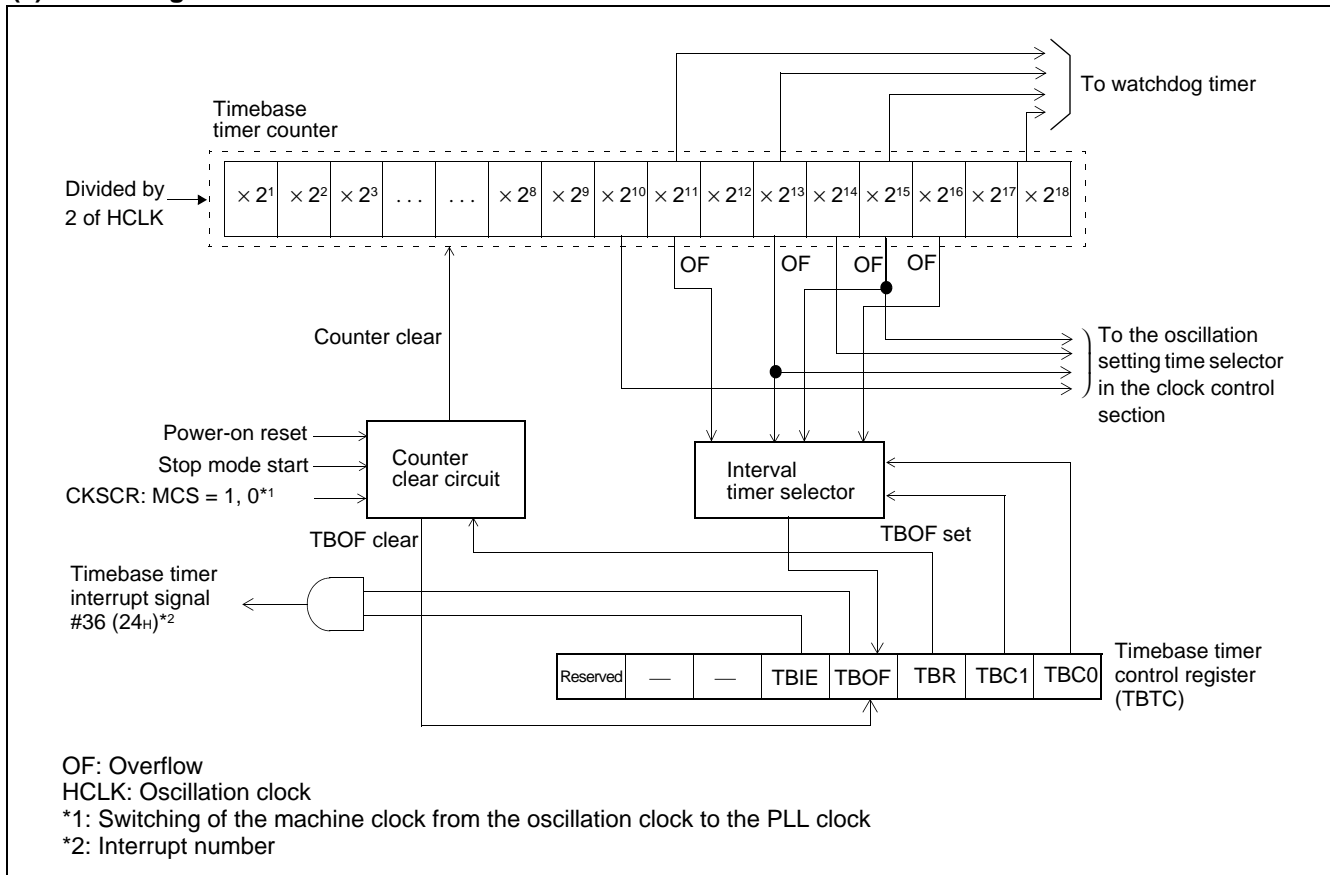 Timebase
timer counter
To watchdog timer
Divided by
2 of HCLK
× 2¹ × 2² × 2³ . . . . . . × 2⁸ × 2⁹ × 2¹⁰ × 2¹¹ × 2¹² × 2¹³ × 2¹⁴ × 2¹⁵ × 2¹⁶ × 2¹⁷ × 2¹⁸
OF OF OF OF
Counter clear
To the oscillation
setting time selector
in the clock control
section
Power-on reset
Stop mode start
CKSCR: MCS = 1, 0*¹
Counter
clear circuit
Interval
timer selector
TBOF clear
TBOF set
Timebase timer
interrupt signal
#36 (24H)*²
Reserved — — TBIE TBOF TBR TBC1 TBC0
Timebase timer
control register
(TBTC)
OF: Overflow
HCLK: Oscillation clock
*1: Switching of the machine clock from the oscillation clock to the PLL clock
*2: Interrupt number